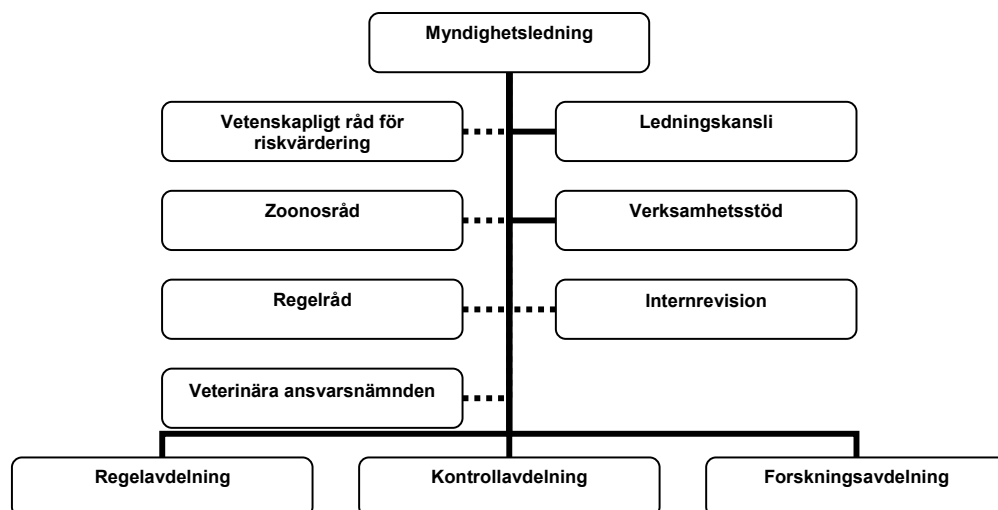 Myndighetsledning
Vetenskapligt råd för
riskvärdering
Ledningskansli
Zoonosråd
Verksamhetsstöd
Regelråd
Internrevision
Veterinära ansvarsnämnden
Regelavdelning
Kontrollavdelning
Forskningsavdelning